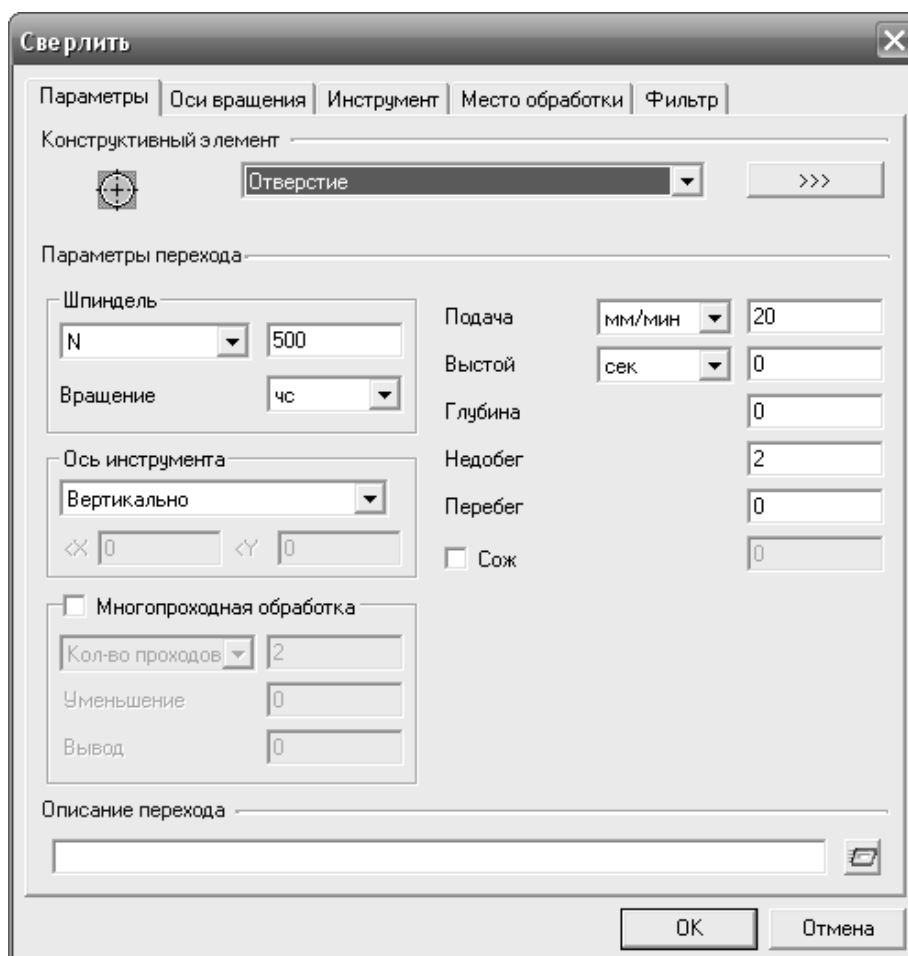 Сверлить
Параметры Оси вращения Инструмент Место обработки Фильтр
Конструктивный элемент
Отверстие >>>
Параметры перехода
Шпиндель
N 500
Вращение чс
Ось инструмента
Вертикально
<X 0 <Y 0
Многопроходная обработка
Кол-во проходов 2
Уменьшение 0
Вывод 0
Подача мм/мин 20
Выстой сек 0
Глубина 0
Недобег 2
Перебег 0
Сож 0
Описание перехода
OK Отмена